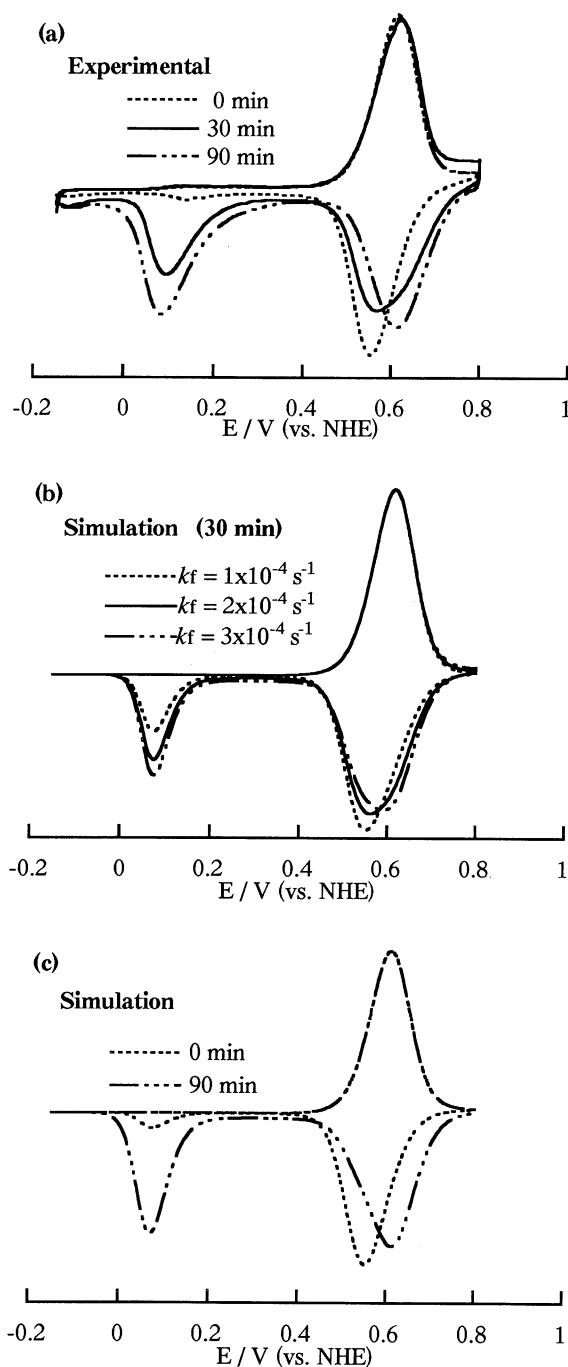 (a)
Experimental
0 min
30 min
90 min
-0.2 0 0.2 0.4 0.6 0.8 1
E / V (vs. NHE)
(b)
Simulation (30 min)
kf = 1x10⁻⁴ s⁻¹
kf = 2x10⁻⁴ s⁻¹
kf = 3x10⁻⁴ s⁻¹
-0.2 0 0.2 0.4 0.6 0.8 1
E / V (vs. NHE)
(c)
Simulation
0 min
90 min
-0.2 0 0.2 0.4 0.6 0.8 1
E / V (vs. NHE)